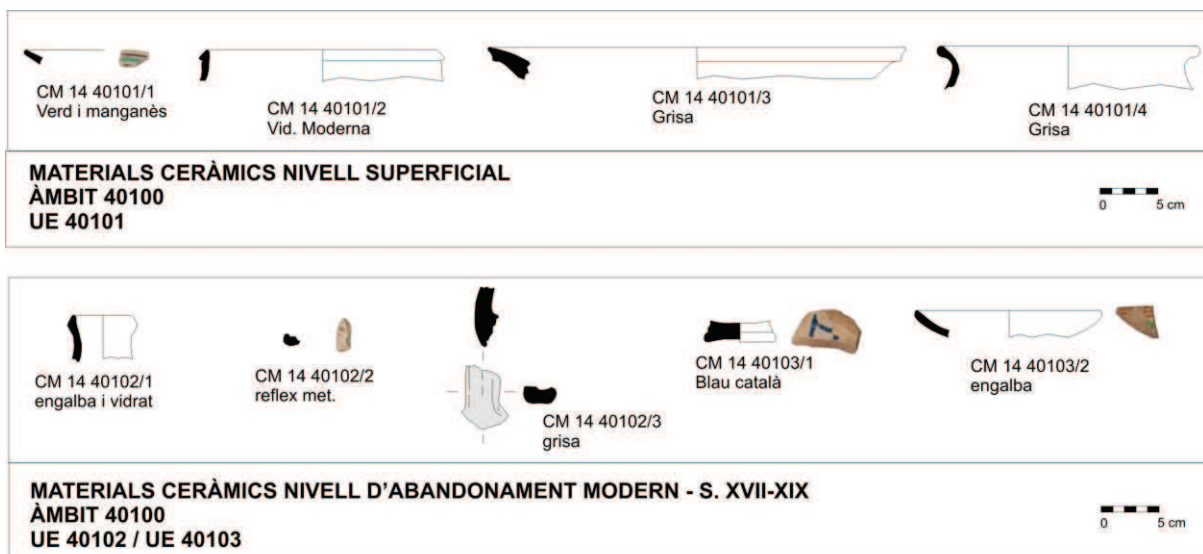 CM 14 40101/1
Verd i manganès
CM 14 40101/2
Vid. Moderna
CM 14 40101/3
Grisa
CM 14 40101/4
Grisa
MATERIALS CERÀMICS NIVELL SUPERFICIAL
ÀMBIT 40100
UE 40101
0 5 cm
CM 14 40102/1
engalba i vidrat
CM 14 40102/2
reflex met.
CM 14 40102/3
grisa
CM 14 40103/1
Blau català
CM 14 40103/2
engalba
MATERIALS CERÀMICS NIVELL D'ABANDONAMENT MODERN - S. XVII-XIX
ÀMBIT 40100
UE 40102 / UE 40103
0 5 cm